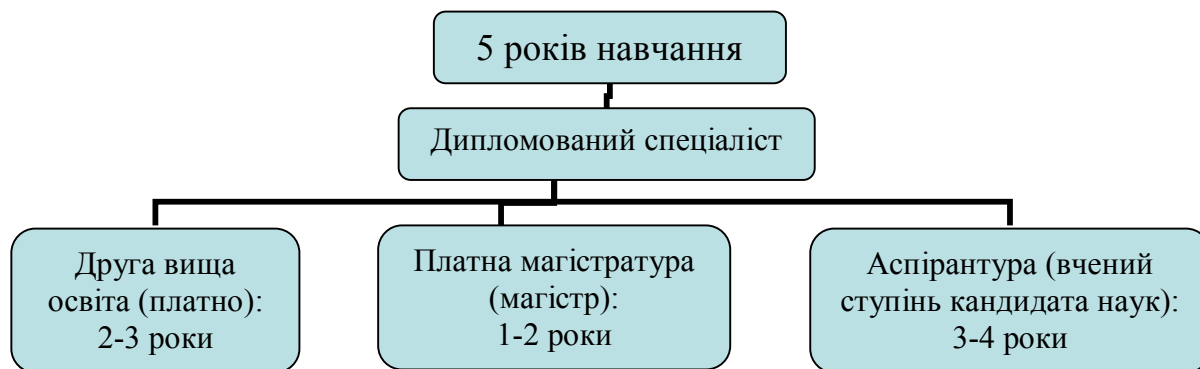 5 років навчання
Дипломований спеціаліст
Друга вища
освіта (платно):
2-3 роки
Платна магістратура
(магістр):
1-2 роки
Аспірантура (вчений
ступінь кандидата наук):
3-4 роки